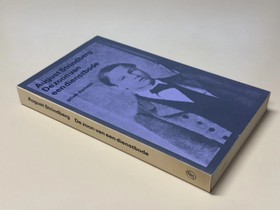 August Strindberg
De zoon van
een dienstbode
August Strindberg De zoon van een dienstbode